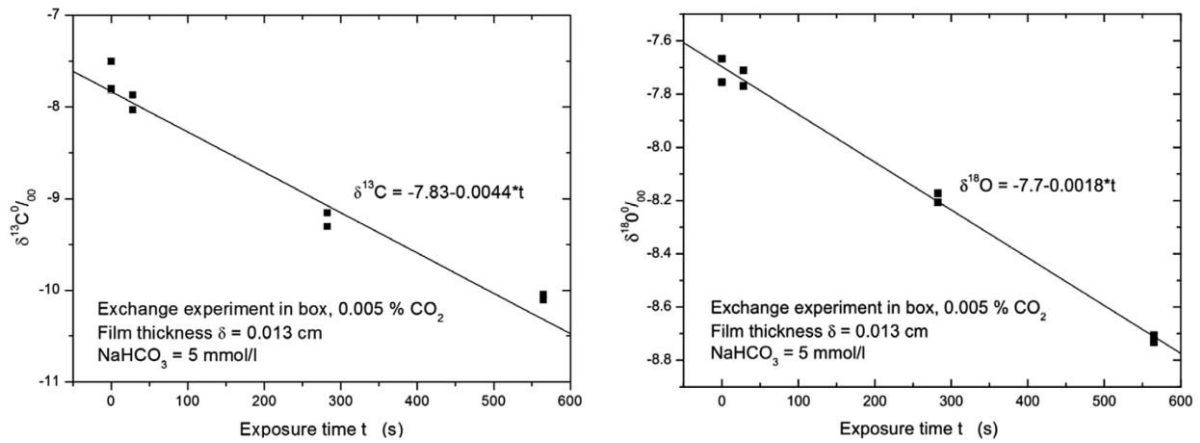 -7
-8
-9
-10
-11
δ¹³C⁰/₀₀
δ¹³C = -7.83-0.0044*t
Exchange experiment in box, 0.005 % CO₂
Film thickness δ = 0.013 cm
NaHCO₃ = 5 mmol/l
0 100 200 300 400 500 600
Exposure time t (s)
-7.6
-7.8
-8.0
-8.2
-8.4
-8.6
-8.8
δ¹⁸0⁰/₀₀
δ¹⁸O = -7.7-0.0018*t
Exchange experiment in box, 0.005 % CO₂
Film thickness δ = 0.013 cm
NaHCO₃ = 5 mmol/l
0 100 200 300 400 500 600
Exposure time t (s)